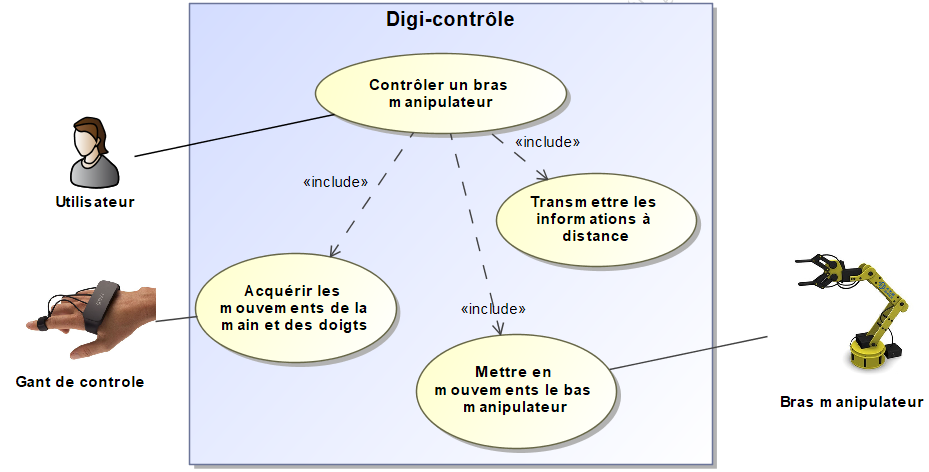 Digi-contrôle
Contrôler un bras
manipulateur
«include»
Utilisateur
«include»
Transmettre les
informations à
distance
Acquérir les
mouvements de la
main et des doigts
«include»
Gant de controle
Mettre en
mouvements le bas
manipulateur
Bras manipulateur